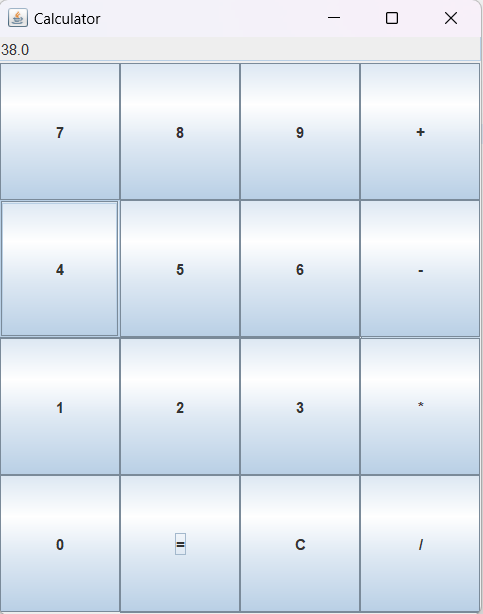 Calculator
38.0
7 8 9 +
4 5 6 -
1 2 3 *
0 = C /